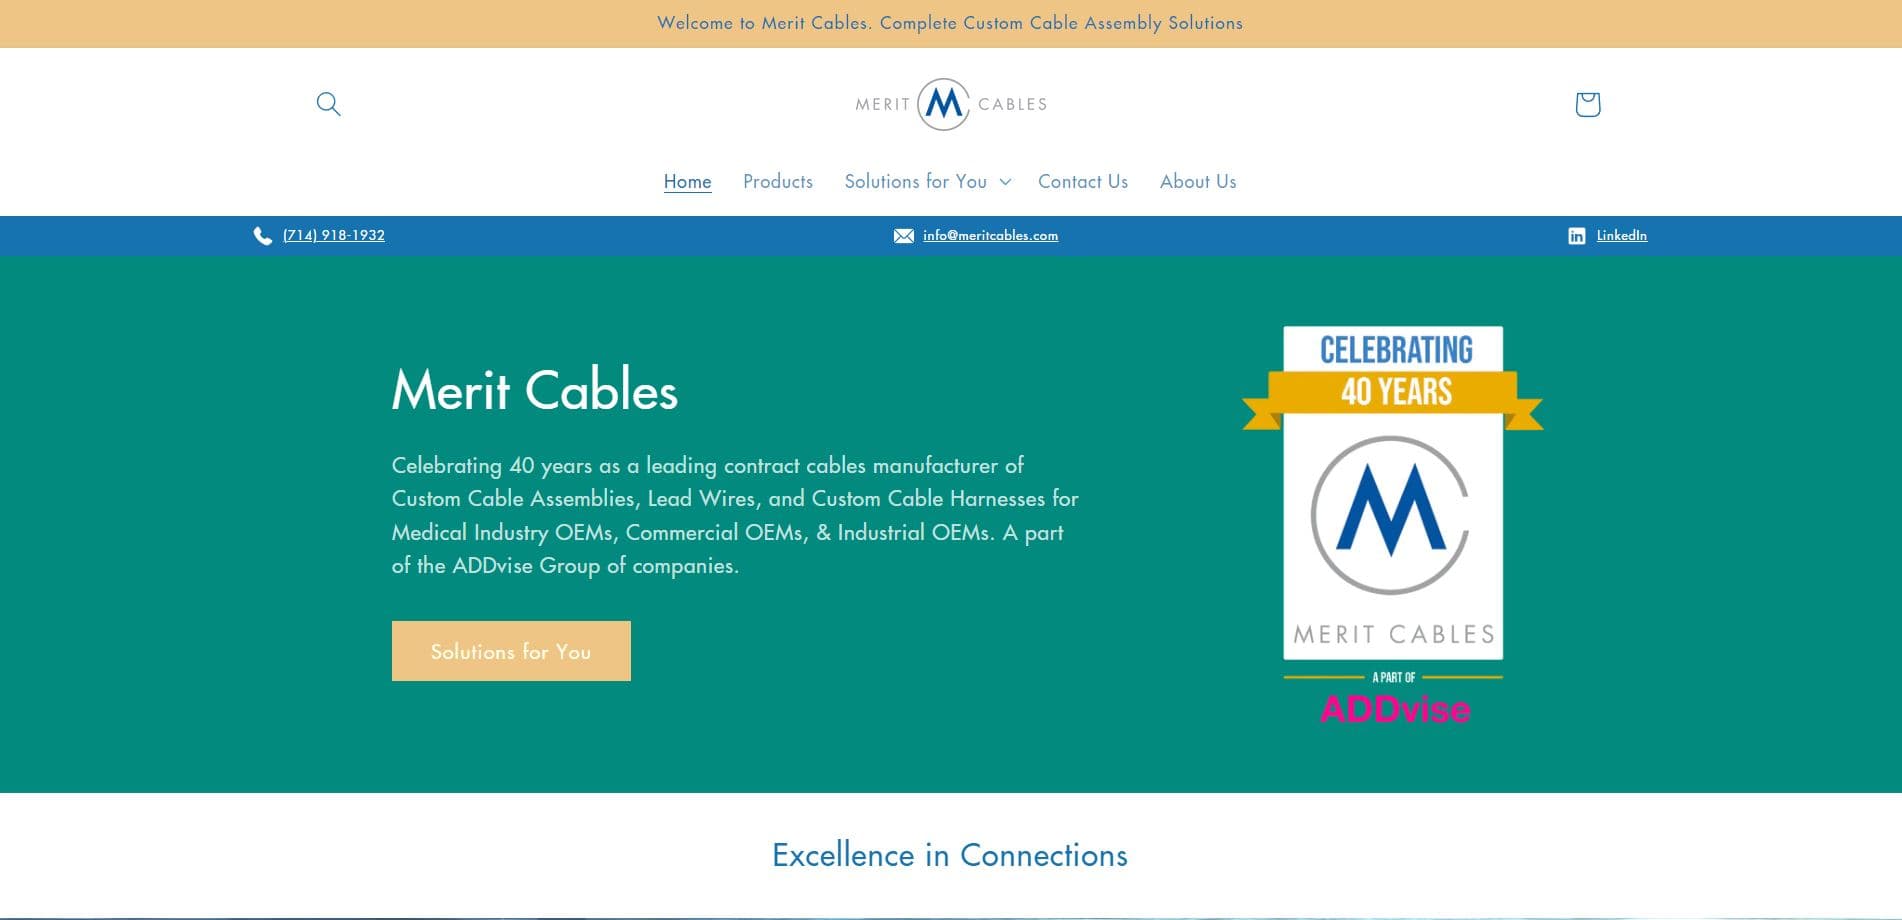 Welcome to Merit Cables. Complete Custom Cable Assembly Solutions
MERIT M CABLES
Home Products Solutions for You Contact Us About Us
(714) 918-1932 info@meritcables.com in LinkedIn
Merit Cables
Celebrating 40 years as a leading contract cables manufacturer of
Custom Cable Assemblies, Lead Wires, and Custom Cable Harnesses for
Medical Industry OEMs, Commercial OEMs, & Industrial OEMs. A part
of the ADDvise Group of companies.
Solutions for You
CELEBRATING
40 YEARS
M
MERIT CABLES
A PART OF
ADDvise
Excellence in Connections